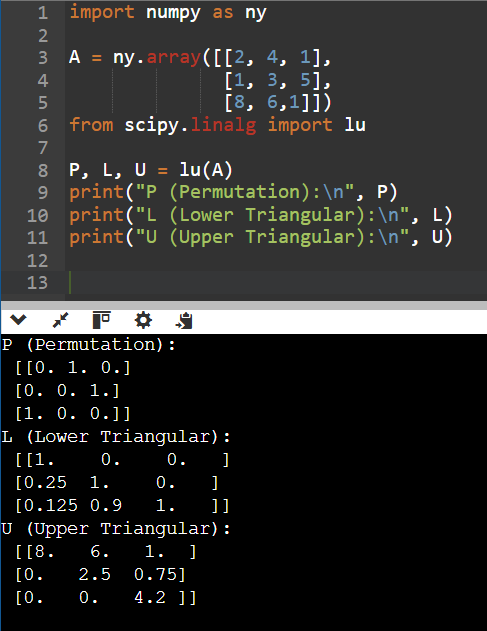 1 import numpy as ny
2
3 A = ny.array([[2, 4, 1],
4               [1, 3, 5],
5               [8, 6,1]])
6 from scipy.linalg import lu
7
8 P, L, U = lu(A)
9 print("P (Permutation):\n", P)
10 print("L (Lower Triangular):\n", L)
11 print("U (Upper Triangular):\n", U)
12
13
P (Permutation):
 [[0. 1. 0.]
 [0. 0. 1.]
 [1. 0. 0.]]
L (Lower Triangular):
 [[1.    0.    0.   ]
 [0.25  1.    0.   ]
 [0.125 0.9   1.   ]]
U (Upper Triangular):
 [[8.   6.   1.  ]
 [0.   2.5  0.75]
 [0.   0.   4.2 ]]